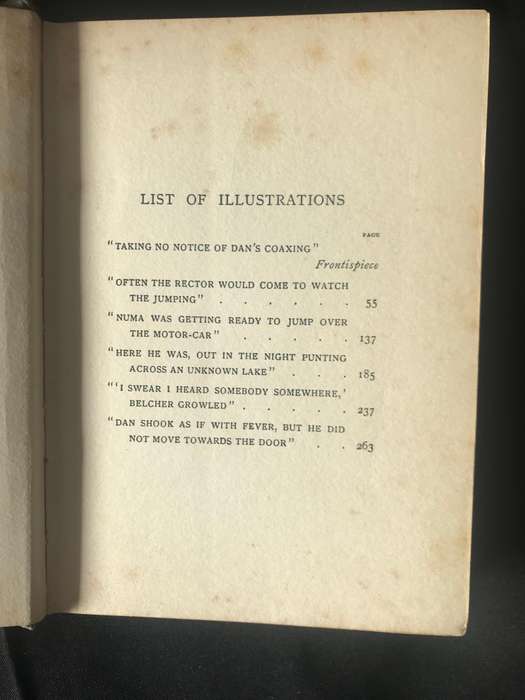 LIST OF ILLUSTRATIONS
PAGE
"TAKING NO NOTICE OF DAN'S COAXING"
Frontispiece
"OFTEN THE RECTOR WOULD COME TO WATCH
THE JUMPING" . . . . . . 55
"NUMA WAS GETTING READY TO JUMP OVER
THE MOTOR-CAR" . . . . . 137
"HERE HE WAS, OUT IN THE NIGHT PUNTING
ACROSS AN UNKNOWN LAKE" . . . 185
"'I SWEAR I HEARD SOMEBODY SOMEWHERE,'
BELCHER GROWLED" . . . . . 237
"DAN SHOOK AS IF WITH FEVER, BUT HE DID
NOT MOVE TOWARDS THE DOOR" . . 263